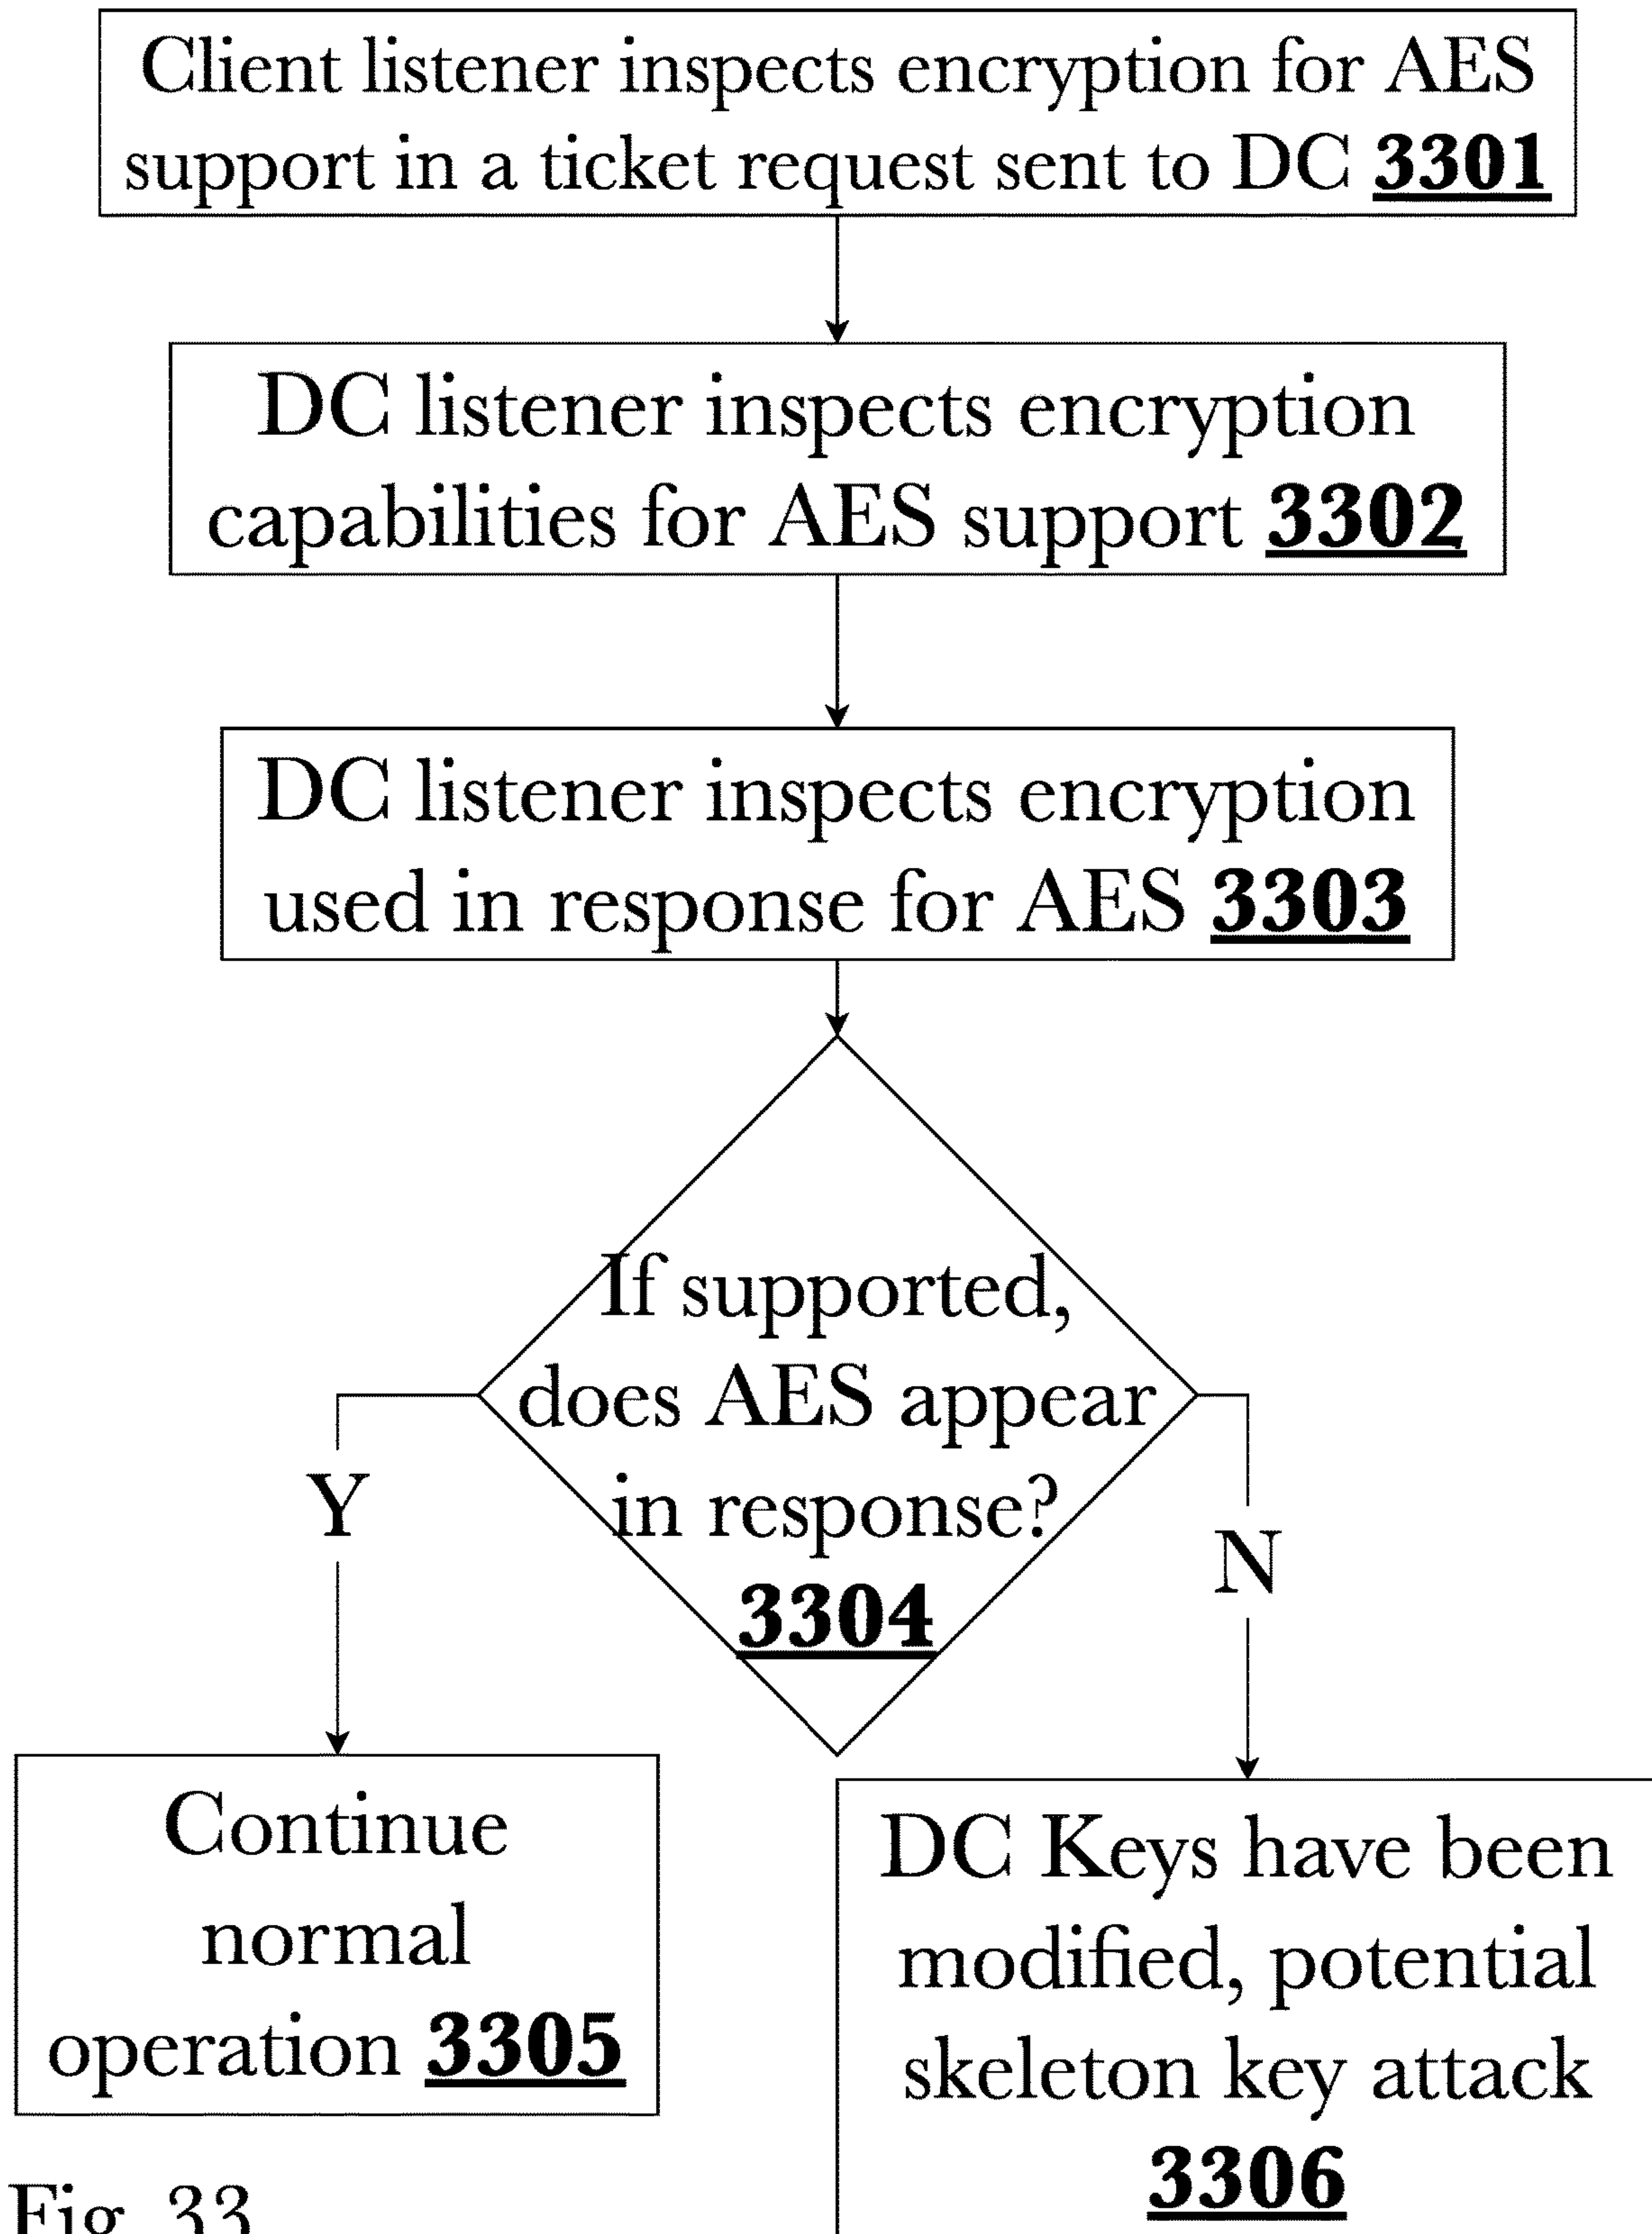 Client listener inspects encryption for AES
support in a ticket request sent to DC 3301
DC listener inspects encryption
capabilities for AES support 3302
DC listener inspects encryption
used in response for AES 3303
If supported,
does AES appear
in response?
3304
Y
N
Continue
normal
operation 3305
DC Keys have been
modified, potential
skeleton key attack
3306
Fig. 33